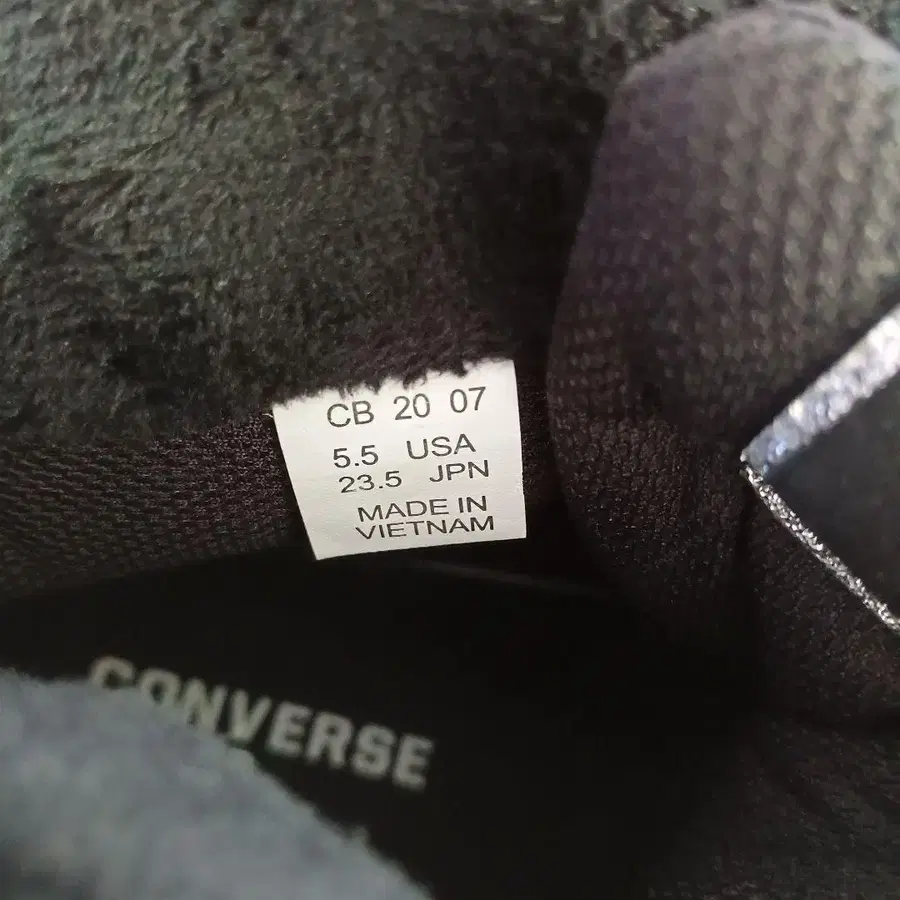 CB 20 07
5.5 USA
23.5 JPN
MADE IN
VIETNAM
CONVERSE